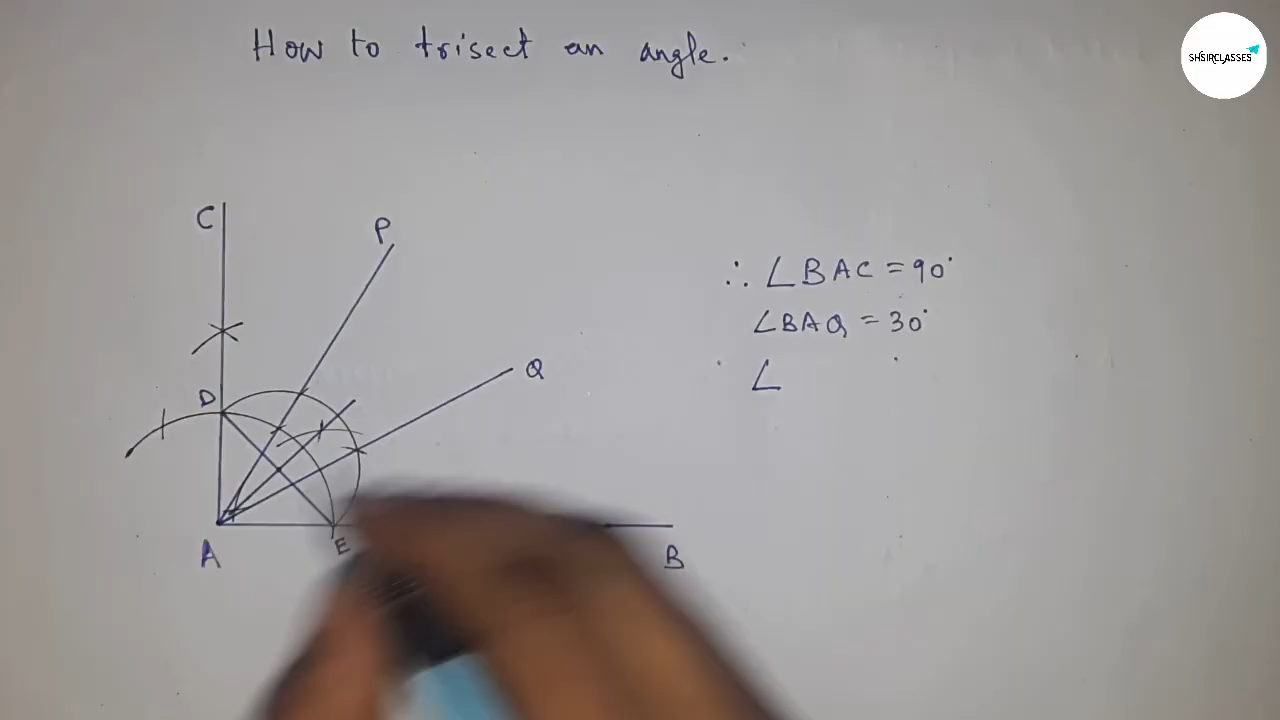 How to trisect an angle.
SHSIRCLASSES
C
P
∴ ∠BAC = 90°
∠BAQ = 30°
Q
∠
D
E
A
B